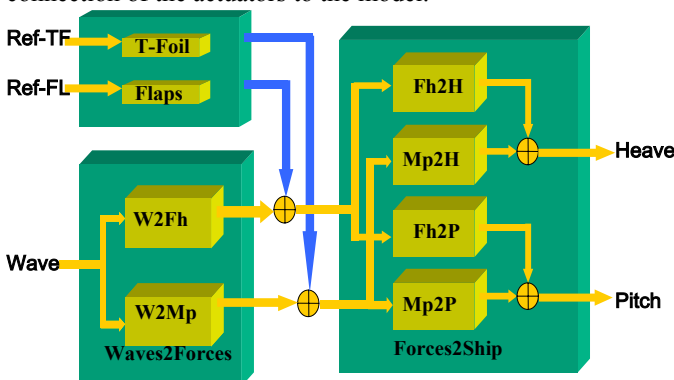 connection of the actuators to the model.
Ref-TF
T-Foil
Ref-FL
Flaps
Fh2H
Heave
Mp2H
W2Fh
Fh2P
Wave
W2Mp
Mp2P
Pitch
Waves2Forces
Forces2Ship